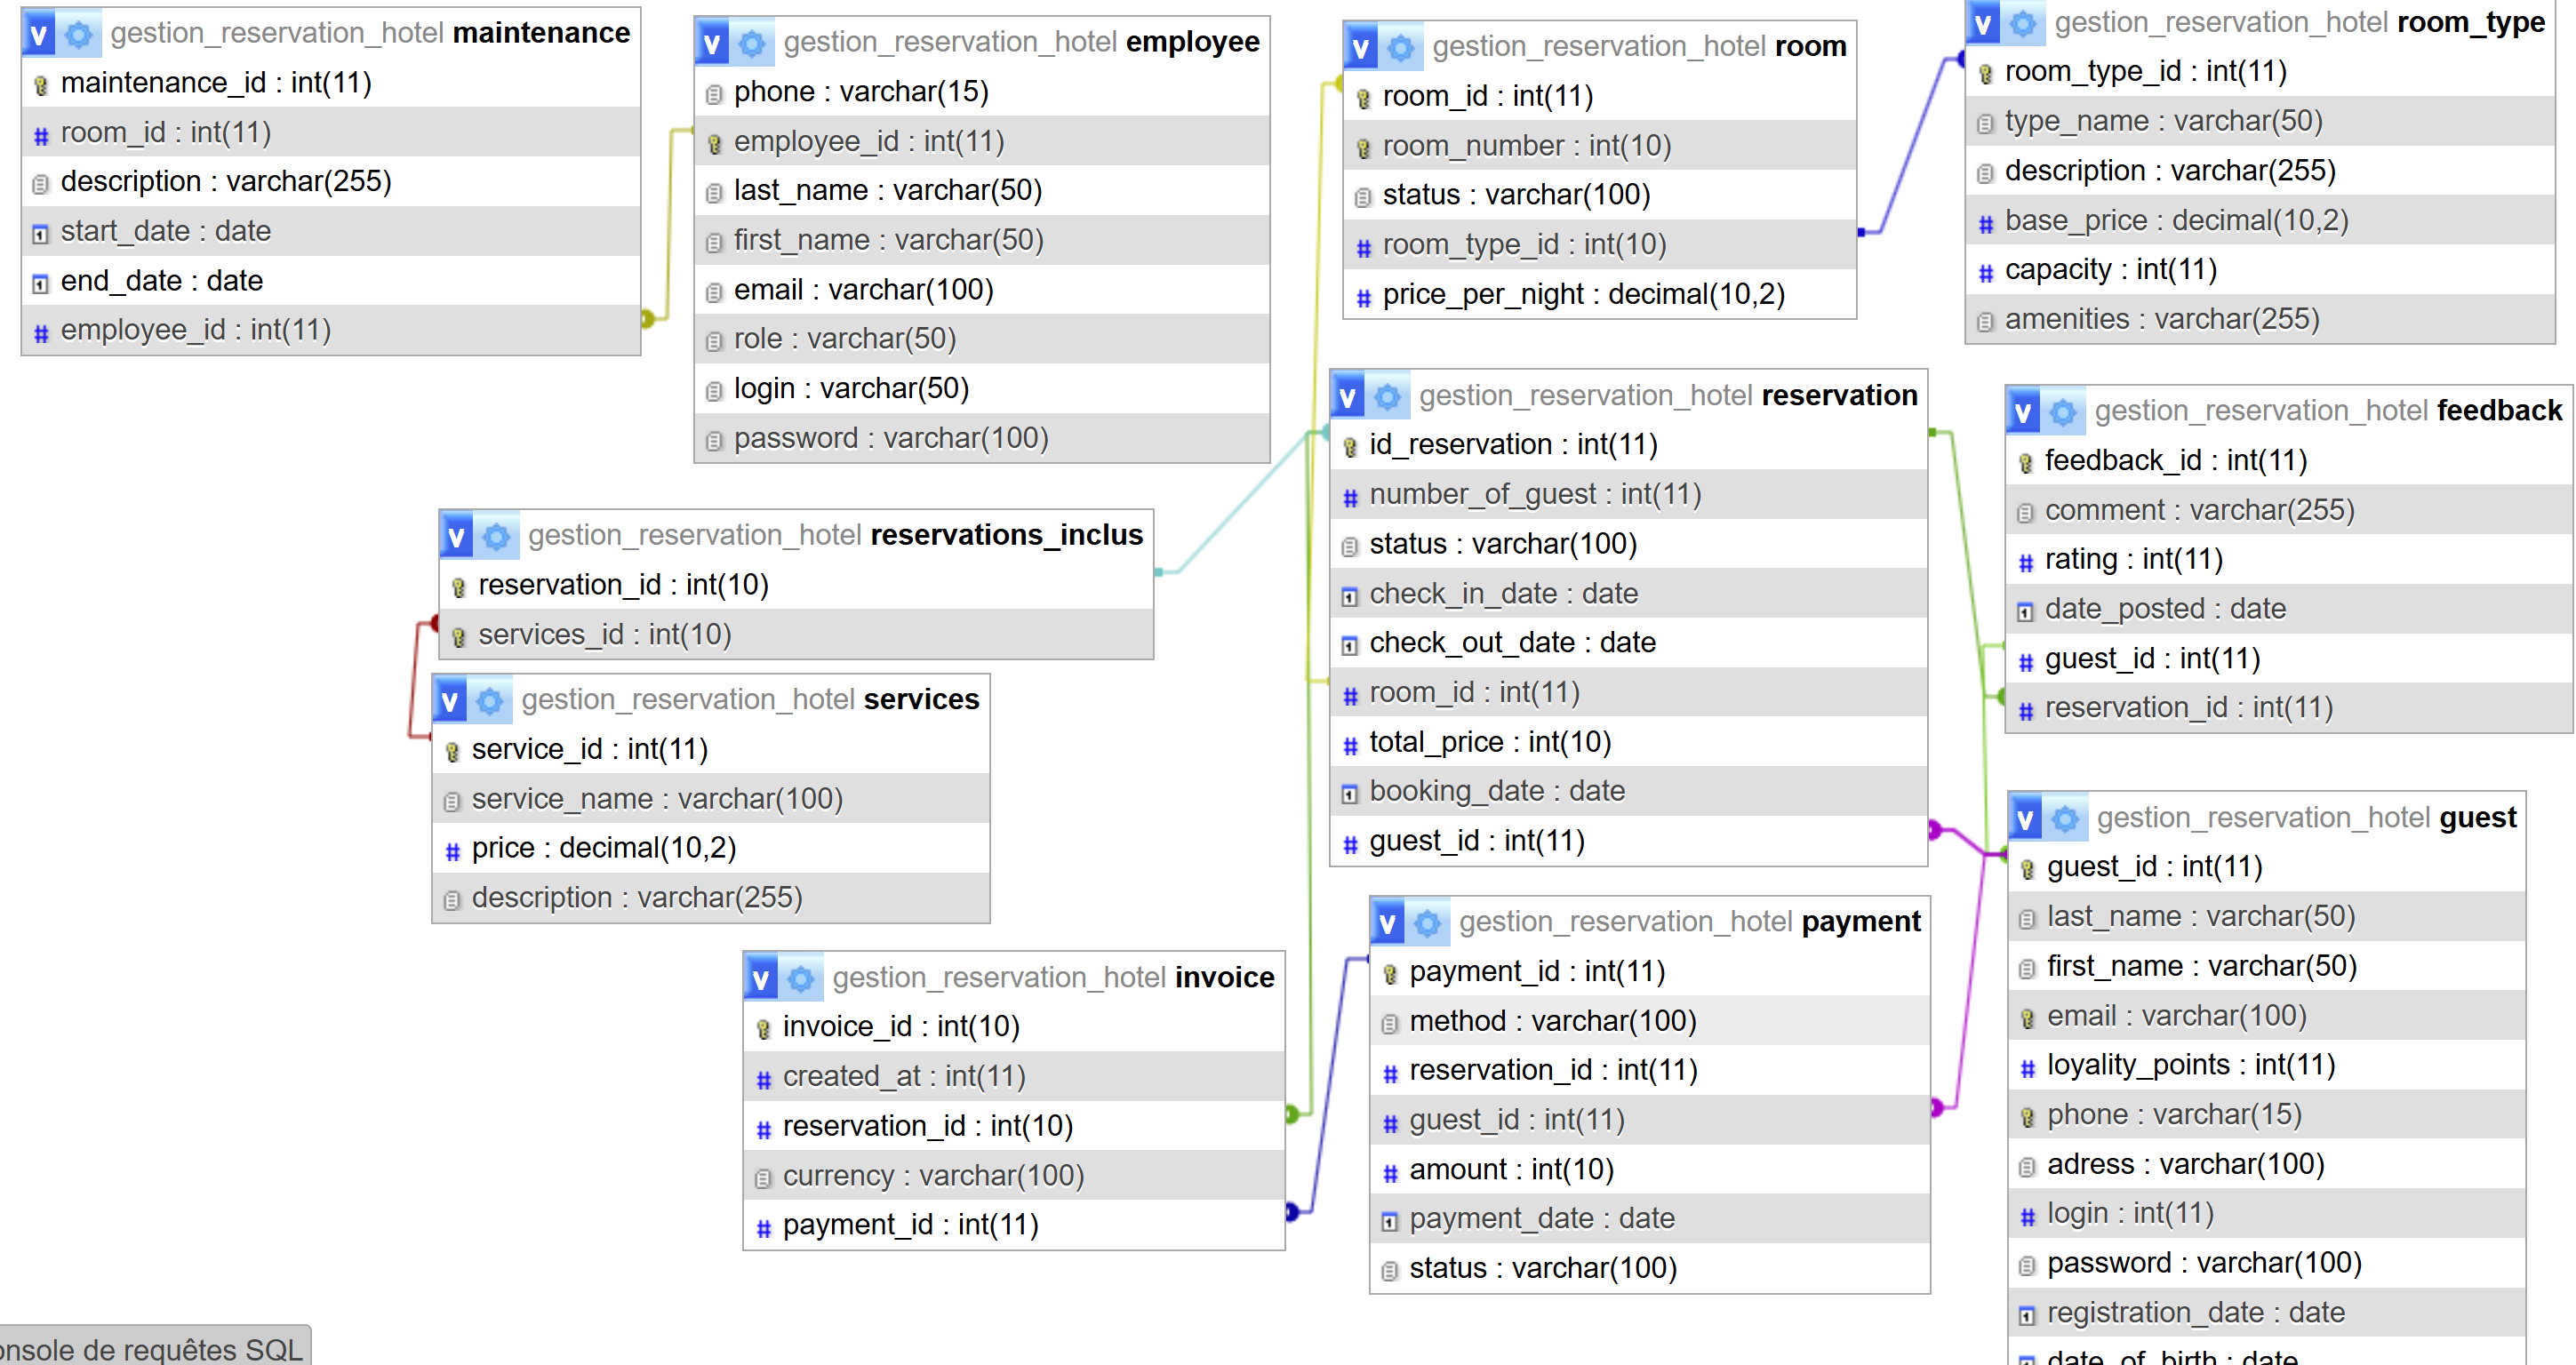 gestion_reservation_hotel maintenance
maintenance_id : int(11)
room_id : int(11)
description : varchar(255)
start_date : date
end_date : date
employee_id : int(11)
gestion_reservation_hotel employee
phone : varchar(15)
employee_id : int(11)
last_name : varchar(50)
first_name : varchar(50)
email : varchar(100)
role : varchar(50)
login : varchar(50)
password : varchar(100)
gestion_reservation_hotel room
room_id : int(11)
room_number : int(10)
status : varchar(100)
room_type_id : int(10)
price_per_night : decimal(10,2)
gestion_reservation_hotel room_type
room_type_id : int(11)
type_name : varchar(50)
description : varchar(255)
base_price : decimal(10,2)
capacity : int(11)
amenities : varchar(255)
gestion_reservation_hotel reservation
id_reservation : int(11)
number_of_guest : int(11)
status : varchar(100)
check_in_date : date
check_out_date : date
room_id : int(11)
total_price : int(10)
booking_date : date
guest_id : int(11)
gestion_reservation_hotel feedback
feedback_id : int(11)
comment : varchar(255)
rating : int(11)
date_posted : date
guest_id : int(11)
reservation_id : int(11)
gestion_reservation_hotel reservations_inclus
reservation_id : int(10)
services_id : int(10)
gestion_reservation_hotel services
service_id : int(11)
service_name : varchar(100)
price : decimal(10,2)
description : varchar(255)
gestion_reservation_hotel invoice
invoice_id : int(10)
created_at : int(11)
reservation_id : int(10)
currency : varchar(100)
payment_id : int(11)
gestion_reservation_hotel payment
payment_id : int(11)
method : varchar(100)
reservation_id : int(11)
guest_id : int(11)
amount : int(10)
payment_date : date
status : varchar(100)
gestion_reservation_hotel guest
guest_id : int(11)
last_name : varchar(50)
first_name : varchar(50)
email : varchar(100)
loyality_points : int(11)
phone : varchar(15)
adress : varchar(100)
login : int(11)
password : varchar(100)
registration_date : date
date_of_birth : date
onsole de requêtes SQL